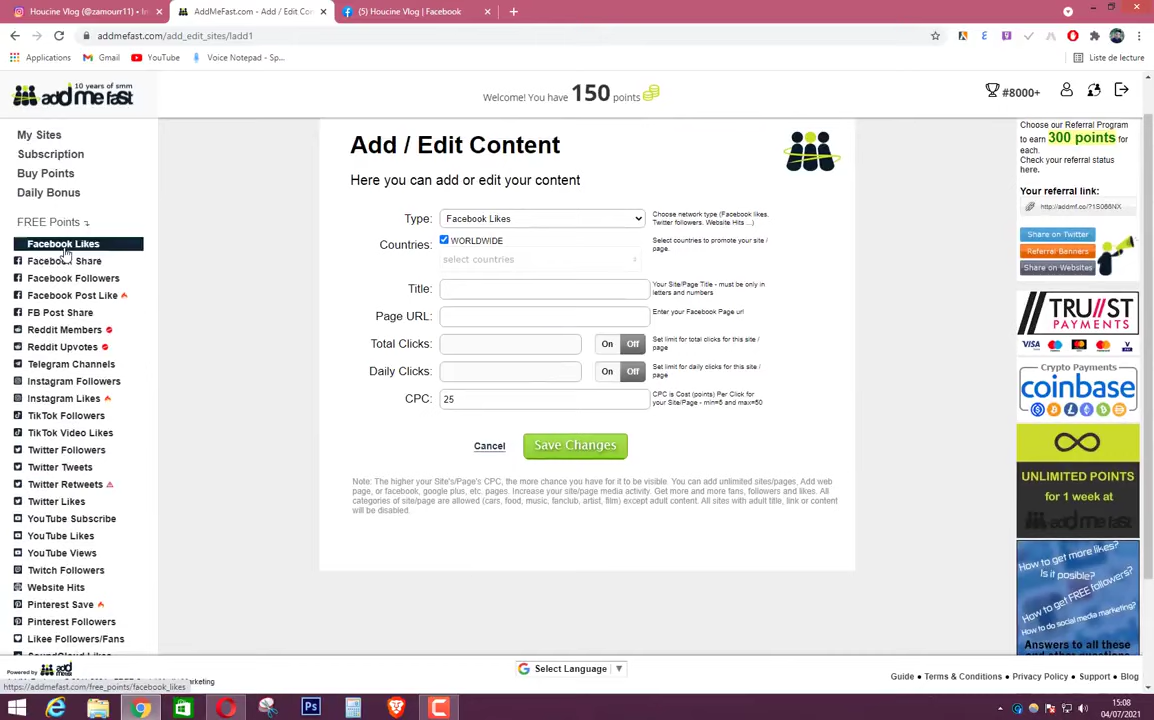 Houcine Vlog (@zamourr11) • In
AddMeFast.com - Add / Edit Con
(5) Houcine Vlog | Facebook
addmefast.com/add_edit_sites/ladd1
Applications
Gmail
YouTube
Voice Notepad - Sp...
Liste de lecture
10 years of smm
add me fast
Welcome! You have 150 points
#8000+
My Sites
Subscription
Buy Points
Daily Bonus
FREE Points
Facebook Likes
Facebook Share
Facebook Followers
Facebook Post Like
FB Post Share
Reddit Members
Reddit Upvotes
Telegram Channels
Instagram Followers
Instagram Likes
TikTok Followers
TikTok Video Likes
Twitter Followers
Twitter Tweets
Twitter Retweets
Twitter Likes
YouTube Subscribe
YouTube Likes
YouTube Views
Twitch Followers
Website Hits
Pinterest Save
Pinterest Followers
Likee Followers/Fans
Add / Edit Content
Here you can add or edit your content
Type: Facebook Likes
Choose network type (Facebook likes,
Twitter followers. Website Hits ...)
Countries: WORLDWIDE
select countries
Select countries to promote your site /
page.
Title:
Your Site/Page Title - must be only in
letters and numbers
Page URL:
Enter your Facebook Page url
Total Clicks: On Off
Set limit for total clicks for this site /
page
Daily Clicks: On Off
Set limit for daily clicks for this site /
page
CPC: 25
CPC is Cost (points) Per Click for
your Site/Page - min=5 and max=50
Cancel
Save Changes
Note: The higher your Site's/Page's CPC, the more chance you have for it to be visible. You can add unlimited sites/pages, Add web
page, or facebook, google plus, etc. pages. Increase your site/page media activity. Get more and more fans, followers and likes. All
categories of site/page are allowed (cars, food, music, fanclub, artist, film) except adult content. All sites with adult title, link or content
will be disabled.
Choose our Referral Program
to earn 300 points for
each.
Check your referral status
here.
Your referral link:
Share on Twitter
Referral Banners
Share on Websites
TRUST
PAYMENTS
VISA
Crypto Payments
coinbase
UNLIMITED POINTS
for 1 week at
add me fast
How to get more likes?
Is it posible?
How to get FREE followers?
How to do social media marketing?
Answers to all these
Powered by
Select Language
Guide • Terms & Conditions • Privacy Policy • Support • Blog
https://addmefast.com/free_points/facebook_likes
Marketing
15:08
04/07/2021